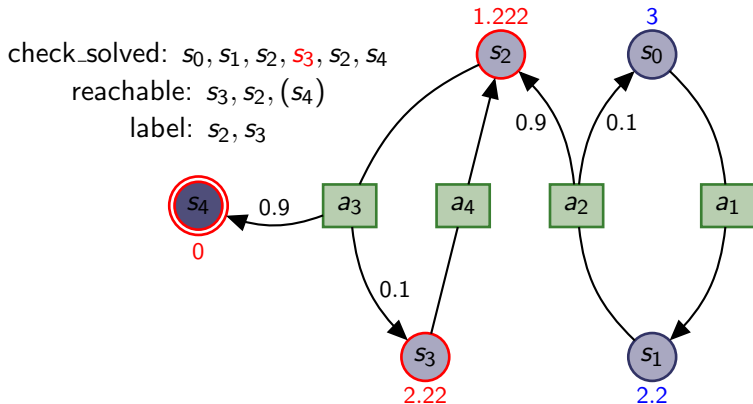 1.222
3
check_solved: s0, s1, s2, s3, s2, s4
s2
s0
reachable: s3, s2, (s4)
label: s2, s3
0.9
0.1
s4
0.9
a3
a4
a2
a1
0
0.1
s3
s1
2.22
2.2